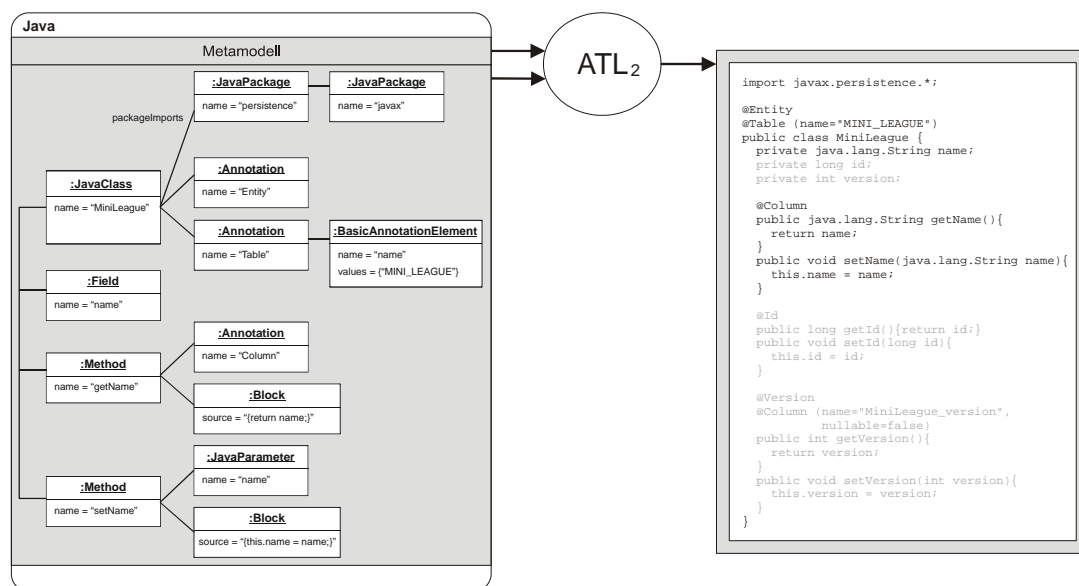 Java
Metamodell
:JavaPackage
name = “persistence”
:JavaPackage
name = “javax”
packageImports
:JavaClass
name = “MiniLeague”
:Annotation
name = “Entity”
:Annotation
name = “Table”
:BasicAnnotationElement
name = “name”
values = {“MINI_LEAGUE”}
:Field
name = “name”
:Method
name = “getName”
:Annotation
name = “Column”
:Block
source = “{return name;}”
:Method
name = “setName”
:JavaParameter
name = “name”
:Block
source = “{this.name = name;}”
ATL2
import javax.persistence.*;
@Entity
@Table (name="MINI_LEAGUE")
public class MiniLeague {
private java.lang.String name;
private long id;
private int version;
@Column
public java.lang.String getName(){
return name;
}
public void setName(java.lang.String name){
this.name = name;
}
@Id
public long getId(){return id;}
public void setId(long id){
this.id = id;
}
@Version
@Column (name="MiniLeague_version",
nullable=false)
public int getVersion(){
return version;
}
public void setVersion(int version){
this.version = version;
}
}